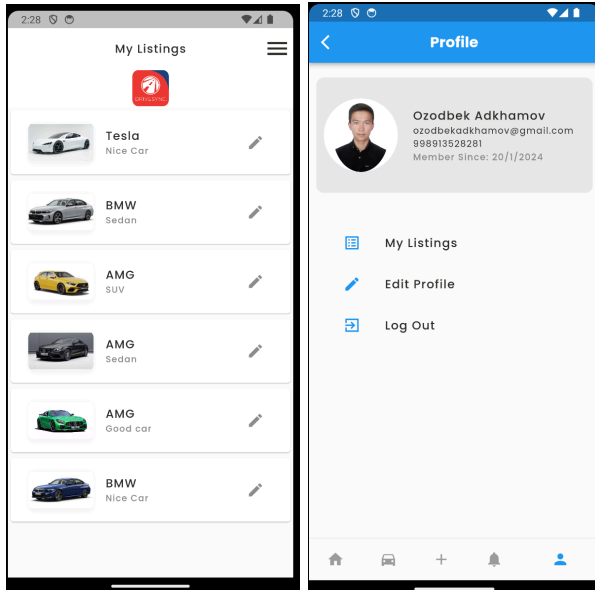 2:28
My Listings
DRIVESYNC
Tesla
Nice Car
BMW
Sedan
AMG
SUV
AMG
Sedan
AMG
Good car
BMW
Nice Car
2:28
Profile
Ozodbek Adkhamov
ozodbekadkhamov@gmail.com
998913528281
Member Since: 20/1/2024
My Listings
Edit Profile
Log Out